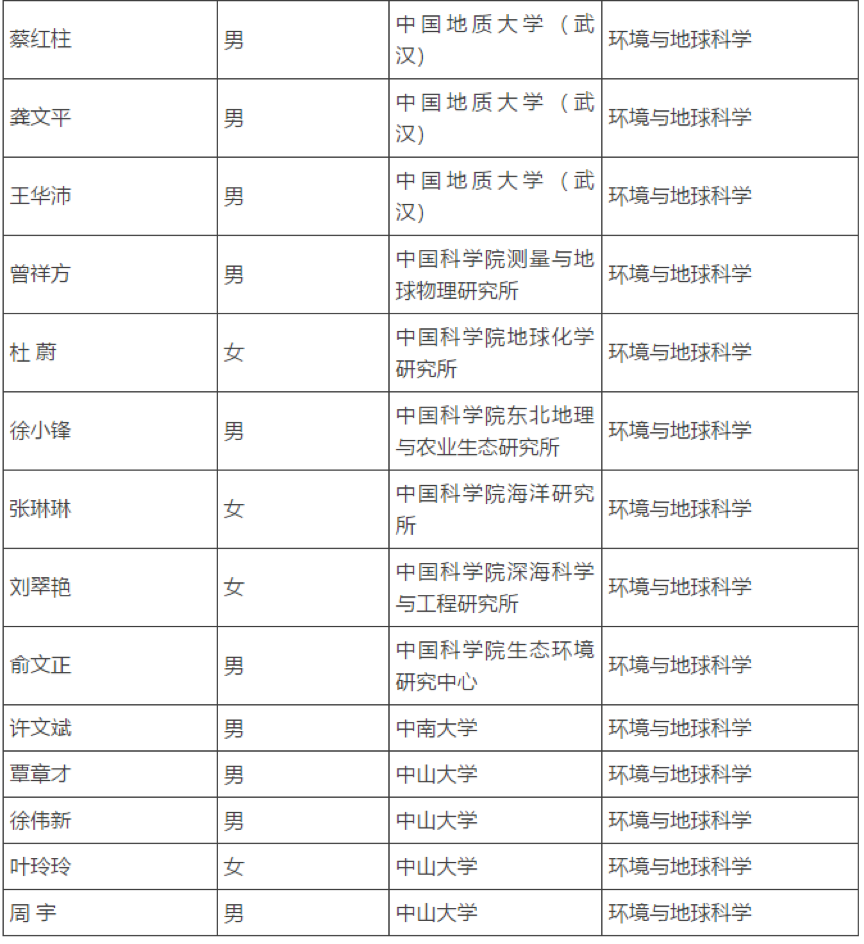 蔡红柱 男 中国地质大学（武 环境与地球科学
汉）
龚文平 男 中国地质大学（武 环境与地球科学
汉）
王华沛 男 中国地质大学（武 环境与地球科学
汉）
曾祥方 男 中国科学院测量与地 环境与地球科学
球物理研究所
杜 蔚 女 中国科学院地球化学 环境与地球科学
研究所
徐小锋 男 中国科学院东北地理 环境与地球科学
与农业生态研究所
张琳琳 女 中国科学院海洋研究 环境与地球科学
所
刘翠艳 女 中国科学院深海科学 环境与地球科学
与工程研究所
俞文正 男 中国科学院生态环境 环境与地球科学
研究中心
许文斌 男 中南大学 环境与地球科学
覃章才 男 中山大学 环境与地球科学
徐伟新 男 中山大学 环境与地球科学
叶玲玲 女 中山大学 环境与地球科学
周 宇 男 中山大学 环境与地球科学